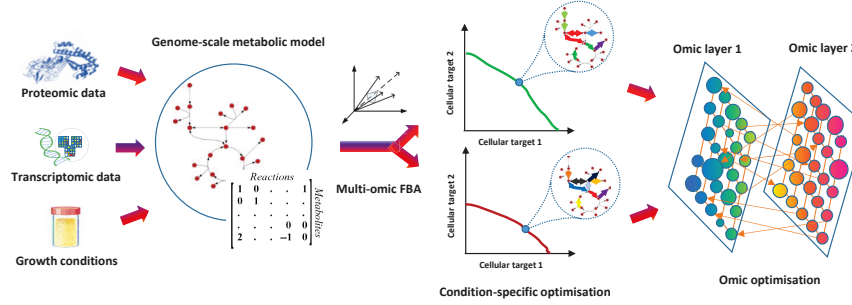 Proteomic data
Transcriptomic data
Growth conditions
Genome-scale metabolic model
Reactions
Metabolites
1 0 . . 1
0 1 . . .
. . . . .
. . . 0 0
2 . . −1 0
Multi-omic FBA
Cellular target 2
Cellular target 1
Cellular target 2
Cellular target 1
Condition-specific optimisation
Omic layer 1
Omic layer 2
Omic optimisation